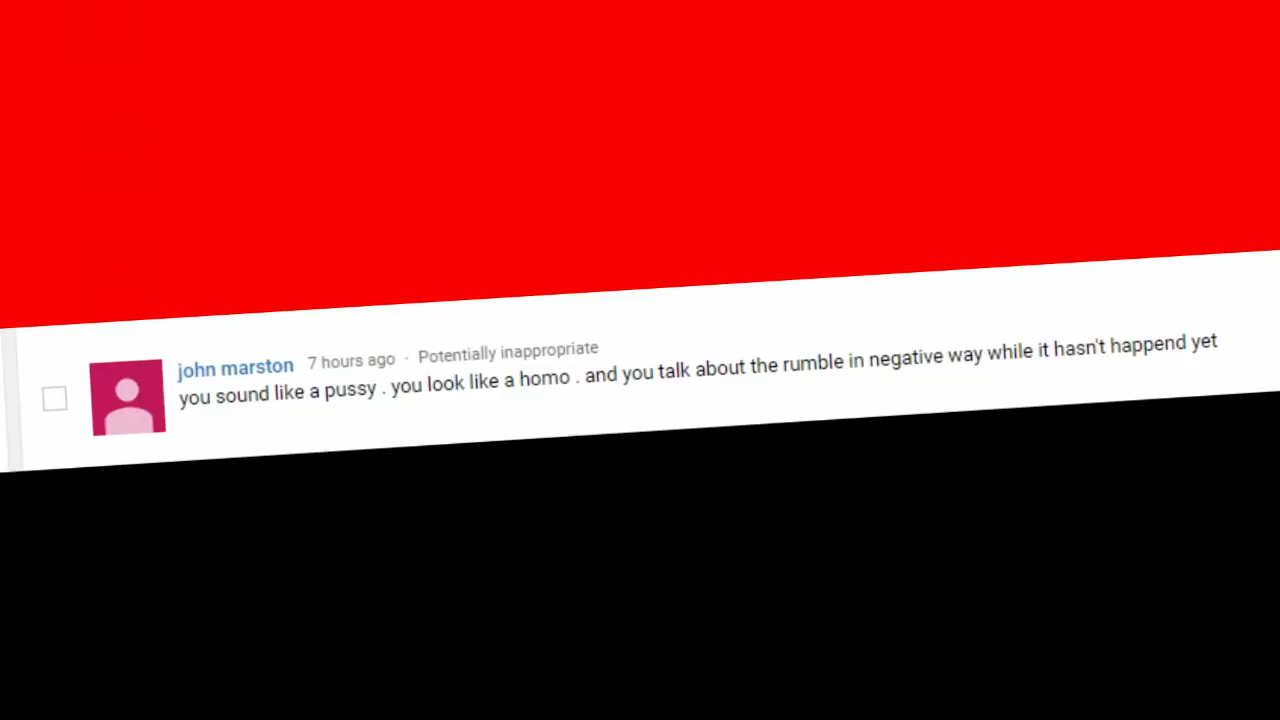 john marston 7 hours ago · Potentially inappropriate
you sound like a pussy . you look like a homo . and you talk about the rumble in negative way while it hasn't happend yet